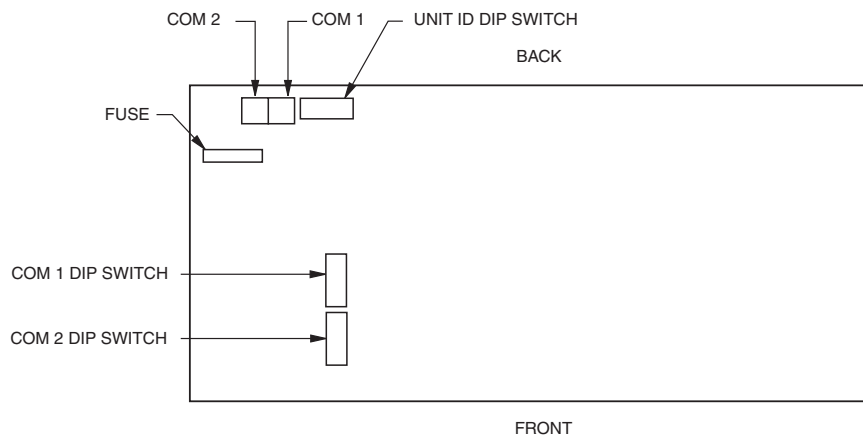 COM 2
COM 1
UNIT ID DIP SWITCH
BACK
FUSE
COM 1 DIP SWITCH
COM 2 DIP SWITCH
FRONT